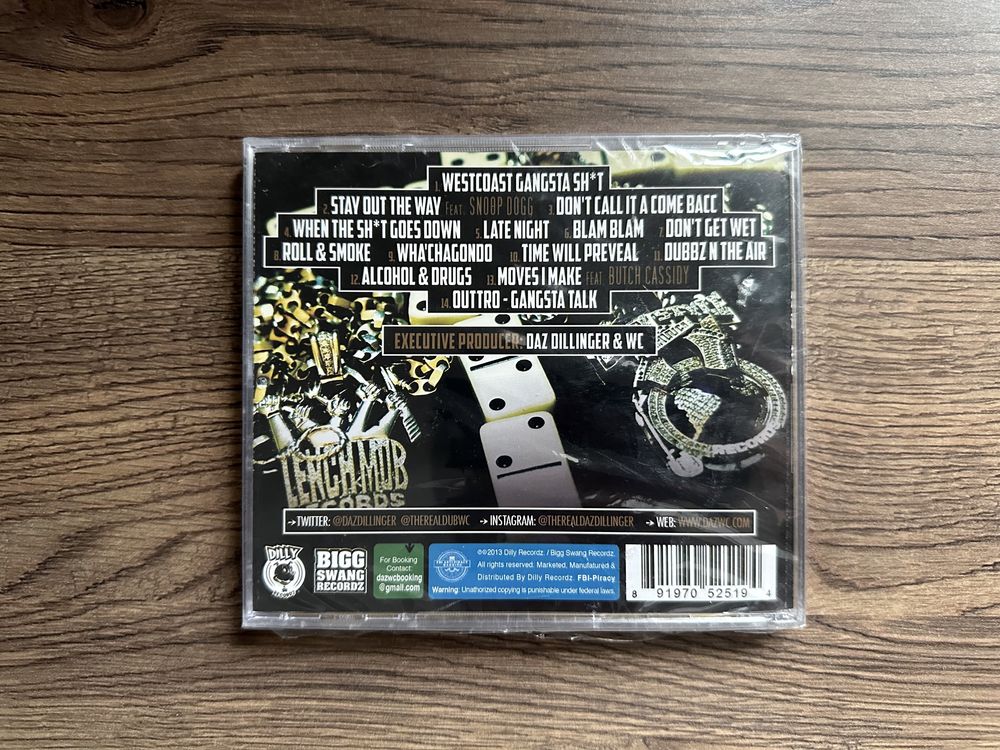 1. WESTCOAST GANGSTA SH*T
2. STAY OUT THE WAY FEAT. SNOOP DOGG 3. DON'T CALL IT A COME BACC
4. WHEN THE SH*T GOES DOWN 5. LATE NIGHT 6. BLAM BLAM 7. DON'T GET WET
8. ROLL & SMOKE 9. WHA'CHAGONDO 10. TIME WILL PREVEAL 11. DUBBZ N THE AIR
12. ALCOHOL & DRUGS 13. MOVES I MAKE FEAT. BUTCH CASSIDY
14. OUTTRO - GANGSTA TALK
EXECUTIVE PRODUCER: DAZ DILLINGER & WC
LENCH MOB
RECORDS
→TWITTER: @DAZDILLINGER @THEREALDUBWC →INSTAGRAM: @THEREALDAZDILLINGER →WEB: WWW.DAZWC.COM
DILLY
BIGG
SWANG
RECORDZ
For Booking
Contact:
dazwcbooking
@gmail.com
℗©2013 Dilly Recordz. / Bigg Swang Recordz.
All rights reserved. Marketed, Manufactured &
Distributed By Dilly Recordz. FBI-Piracy
Warning: Unauthorized copying is punishable under federal laws.
8 91970 52519 4